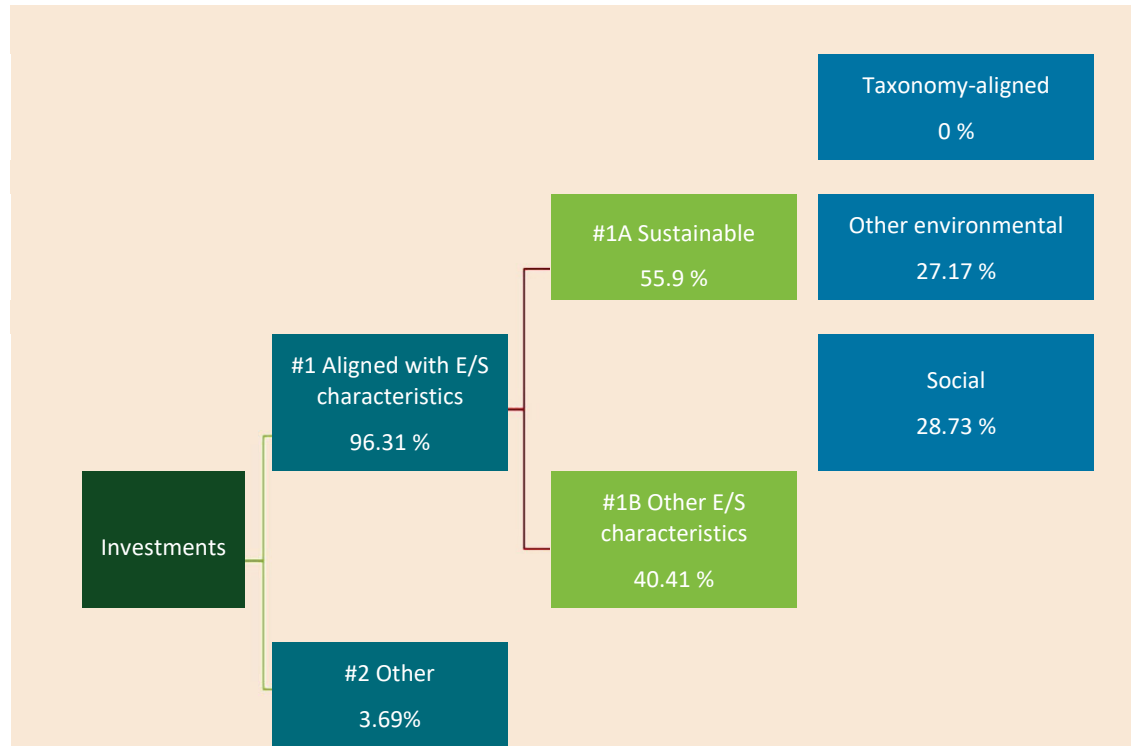 Taxonomy-aligned
0 %
#1A Sustainable
55.9 %
Other environmental
27.17 %
#1 Aligned with E/S
characteristics
96.31 %
Social
28.73 %
Investments
#1B Other E/S
characteristics
40.41 %
#2 Other
3.69%